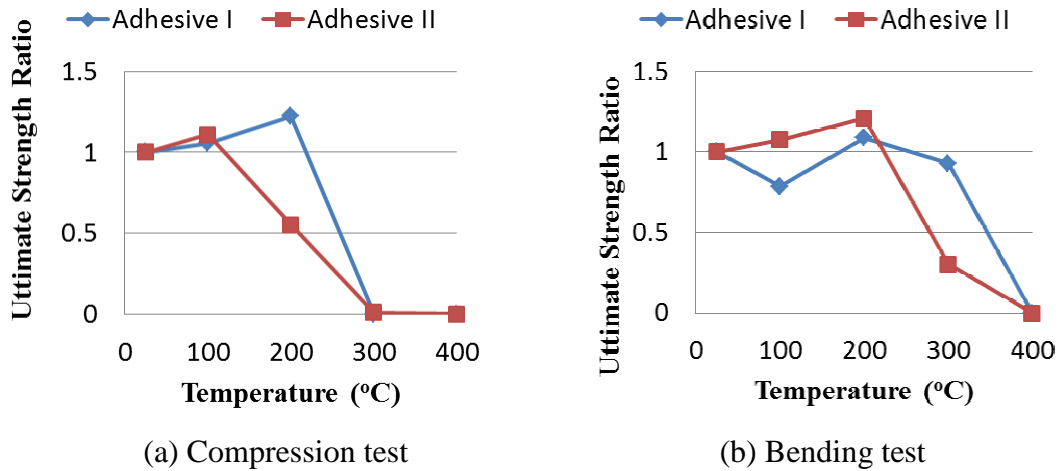 Adhesive I Adhesive II
Uttimate Strength Ratio
1.5
1
0.5
0
0 100 200 300 400
Temperature (°C)
(a) Compression test
Adhesive I Adhesive II
Uttimate Strength Ratio
1.5
1
0.5
0
0 100 200 300 400
Temperature (°C)
(b) Bending test